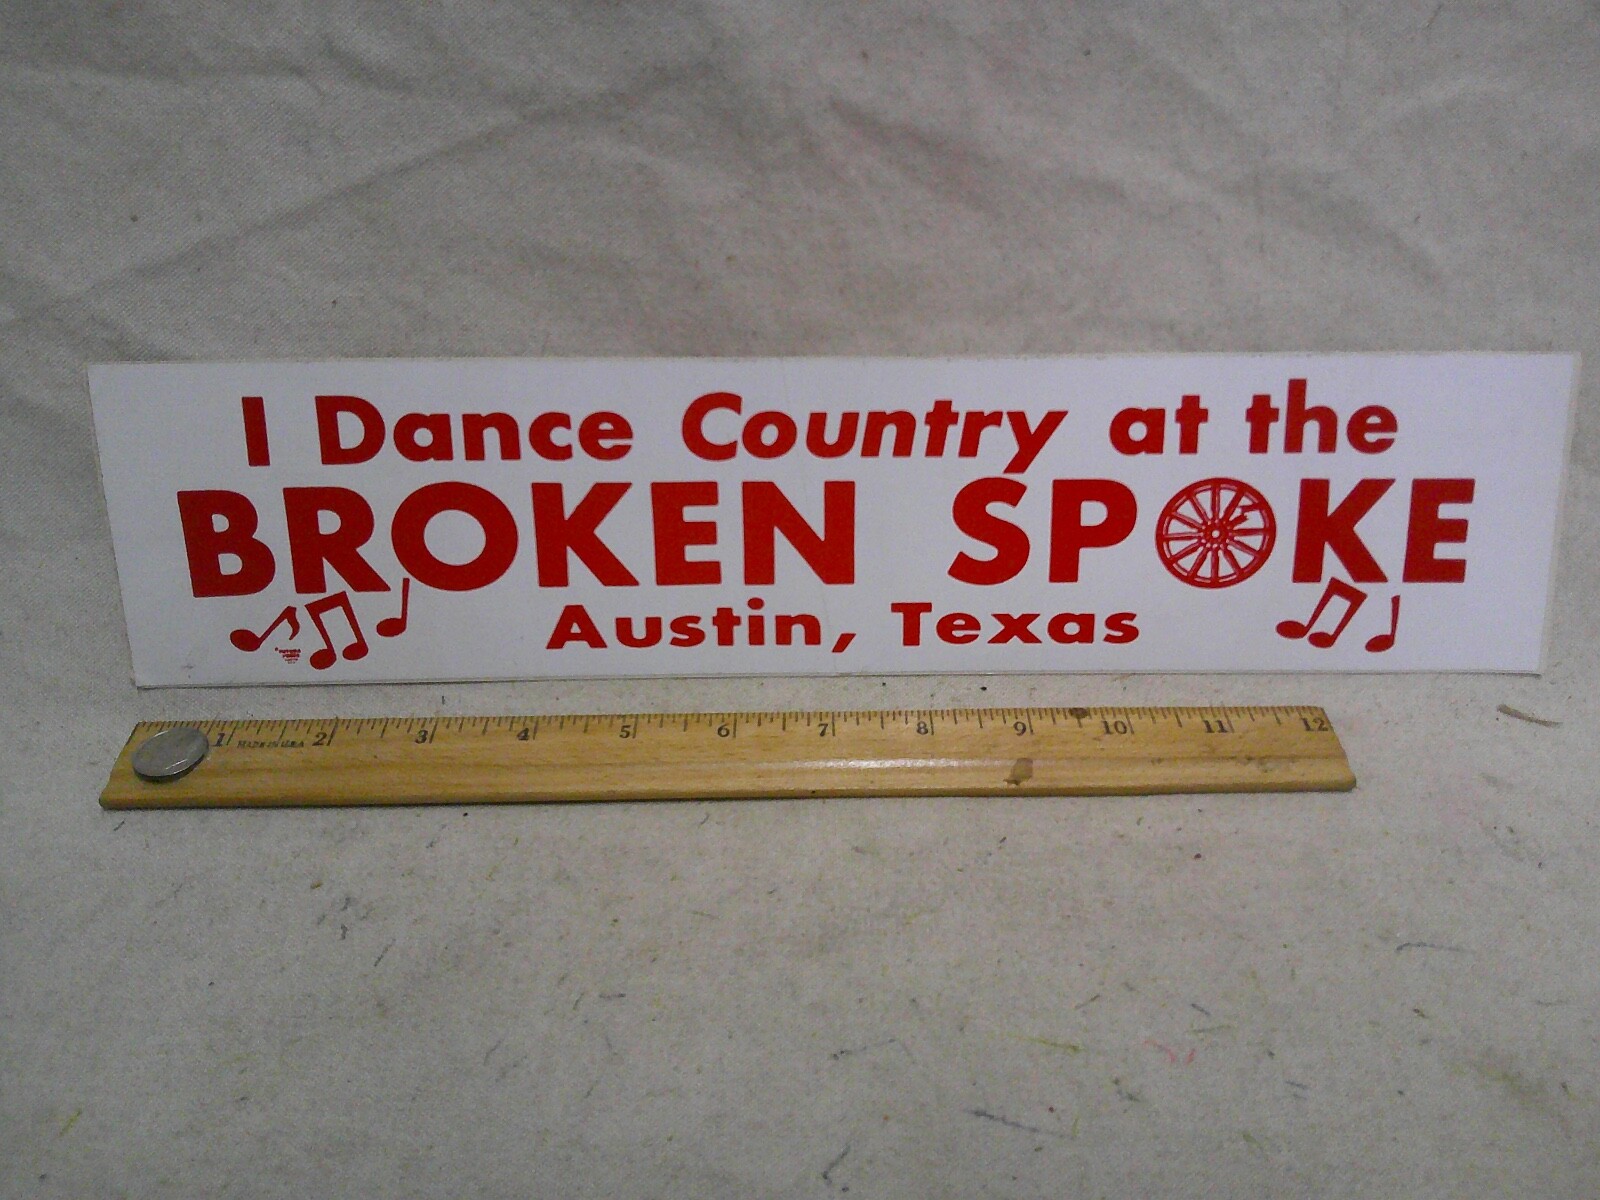 I Dance Country at the
BROKEN SPOKE
Austin, Texas
1 2 3 4 5 6 7 8 9 10 11 12
MADE IN U.S.A